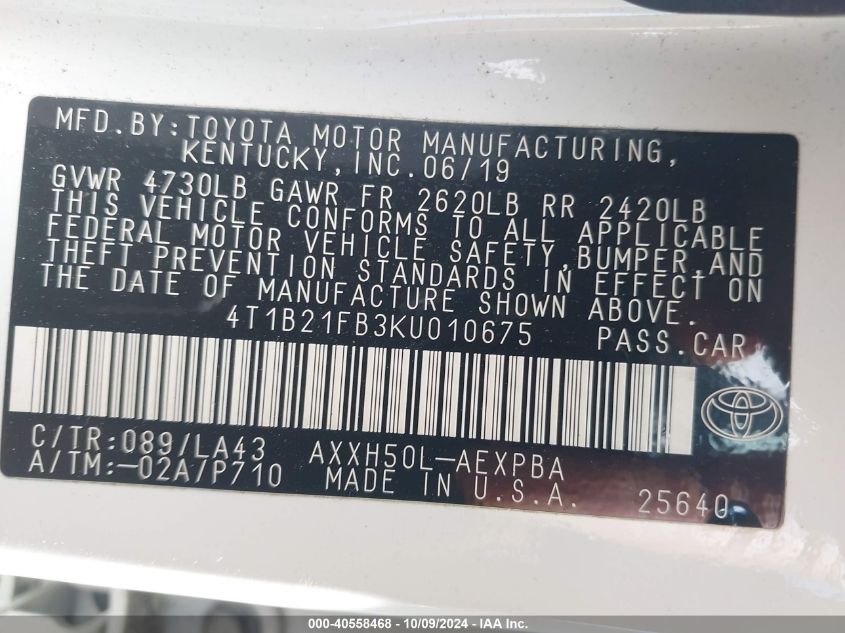 MFD.BY:TOYOTA MOTOR MANUFACTURING,
KENTUCKY,INC.06/19
GVWR 4730LB GAWR FR 2620LB RR 2420LB
THIS VEHICLE CONFORMS TO ALL APPLICABLE
FEDERAL MOTOR VEHICLE SAFETY,BUMPER,AND
THEFT PREVENTION STANDARDS IN EFFECT ON
THE DATE OF MANUFACTURE SHOWN ABOVE.
4T1B21FB3KU010675 PASS.CAR
C/TR:089/LA43 AXXH50L-AEXPBA
A/TM:-02A/P710 MADE IN U.S.A. 25640
000-40558468 - 10/09/2024 - IAA Inc.